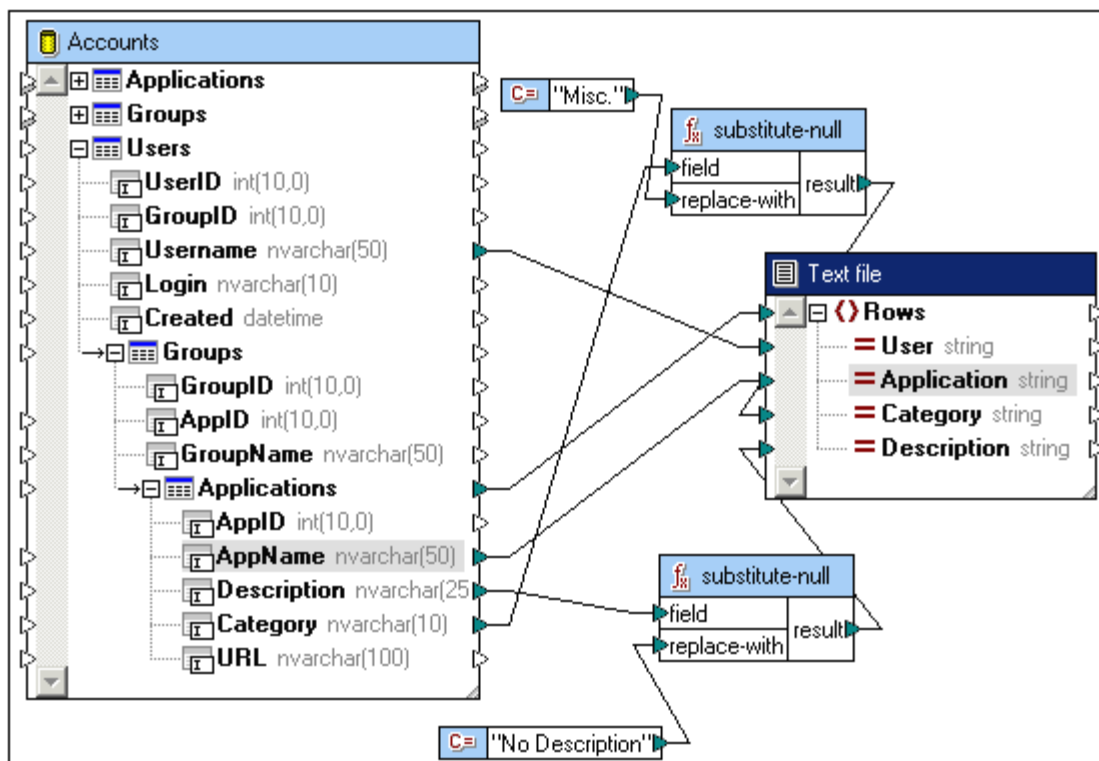 Accounts
Applications
Groups
Users
UserID int(10,0)
GroupID int(10,0)
Username nvarchar(50)
Login nvarchar(10)
Created datetime
Groups
GroupID int(10,0)
AppID int(10,0)
GroupName nvarchar(50)
Applications
AppID int(10,0)
AppName nvarchar(50)
Description nvarchar(25
Category nvarchar(10)
URL nvarchar(100)
C= "Misc."
fx substitute-null
field
replace-with
result
Text file
{} Rows
= User string
= Application string
= Category string
= Description string
fx substitute-null
field
replace-with
result
C= "No Description"